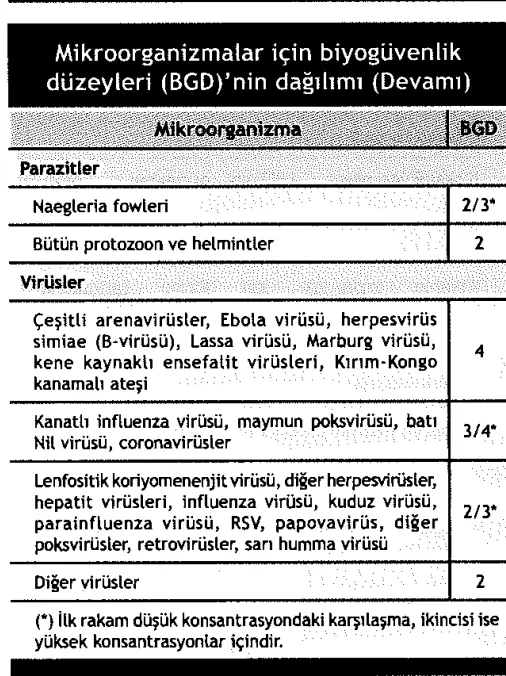 Mikroorganizmalar için biyogüvenlik
düzeyleri (BGD)'nin dağılımı (Devamı)
Mikroorganizma BGD
Parazitler
Naegleria fowleri 2/3*
Bütün protozoon ve helmintler 2
Virüsler
Çeşitli arenavirüsler, Ebola virüsü, herpesvirüs
simiae (B-virüsü), Lassa virüsü, Marburg virüsü,
kene kaynaklı ensefalit virüsleri, Kırım-Kongo
kanamalı ateşi
4
Kanatlı influenza virüsü, maymun poksvirüsü, batı
Nil virüsü, coronavirüsler
3/4*
Lenfositik koriyomenenjit virüsü, diğer herpesvirüsler,
hepatit virüsleri, influenza virüsü, kuduz virüsü,
parainfluenza virüsü, RSV, papovavirüs, diğer
poksvirüsler, retrovirüsler, sarı humma virüsü
2/3*
Diğer virüsler 2
(*) İlk rakam düşük konsantrasyondaki karşılaşma, ikincisi ise
yüksek konsantrasyonlar içindir.